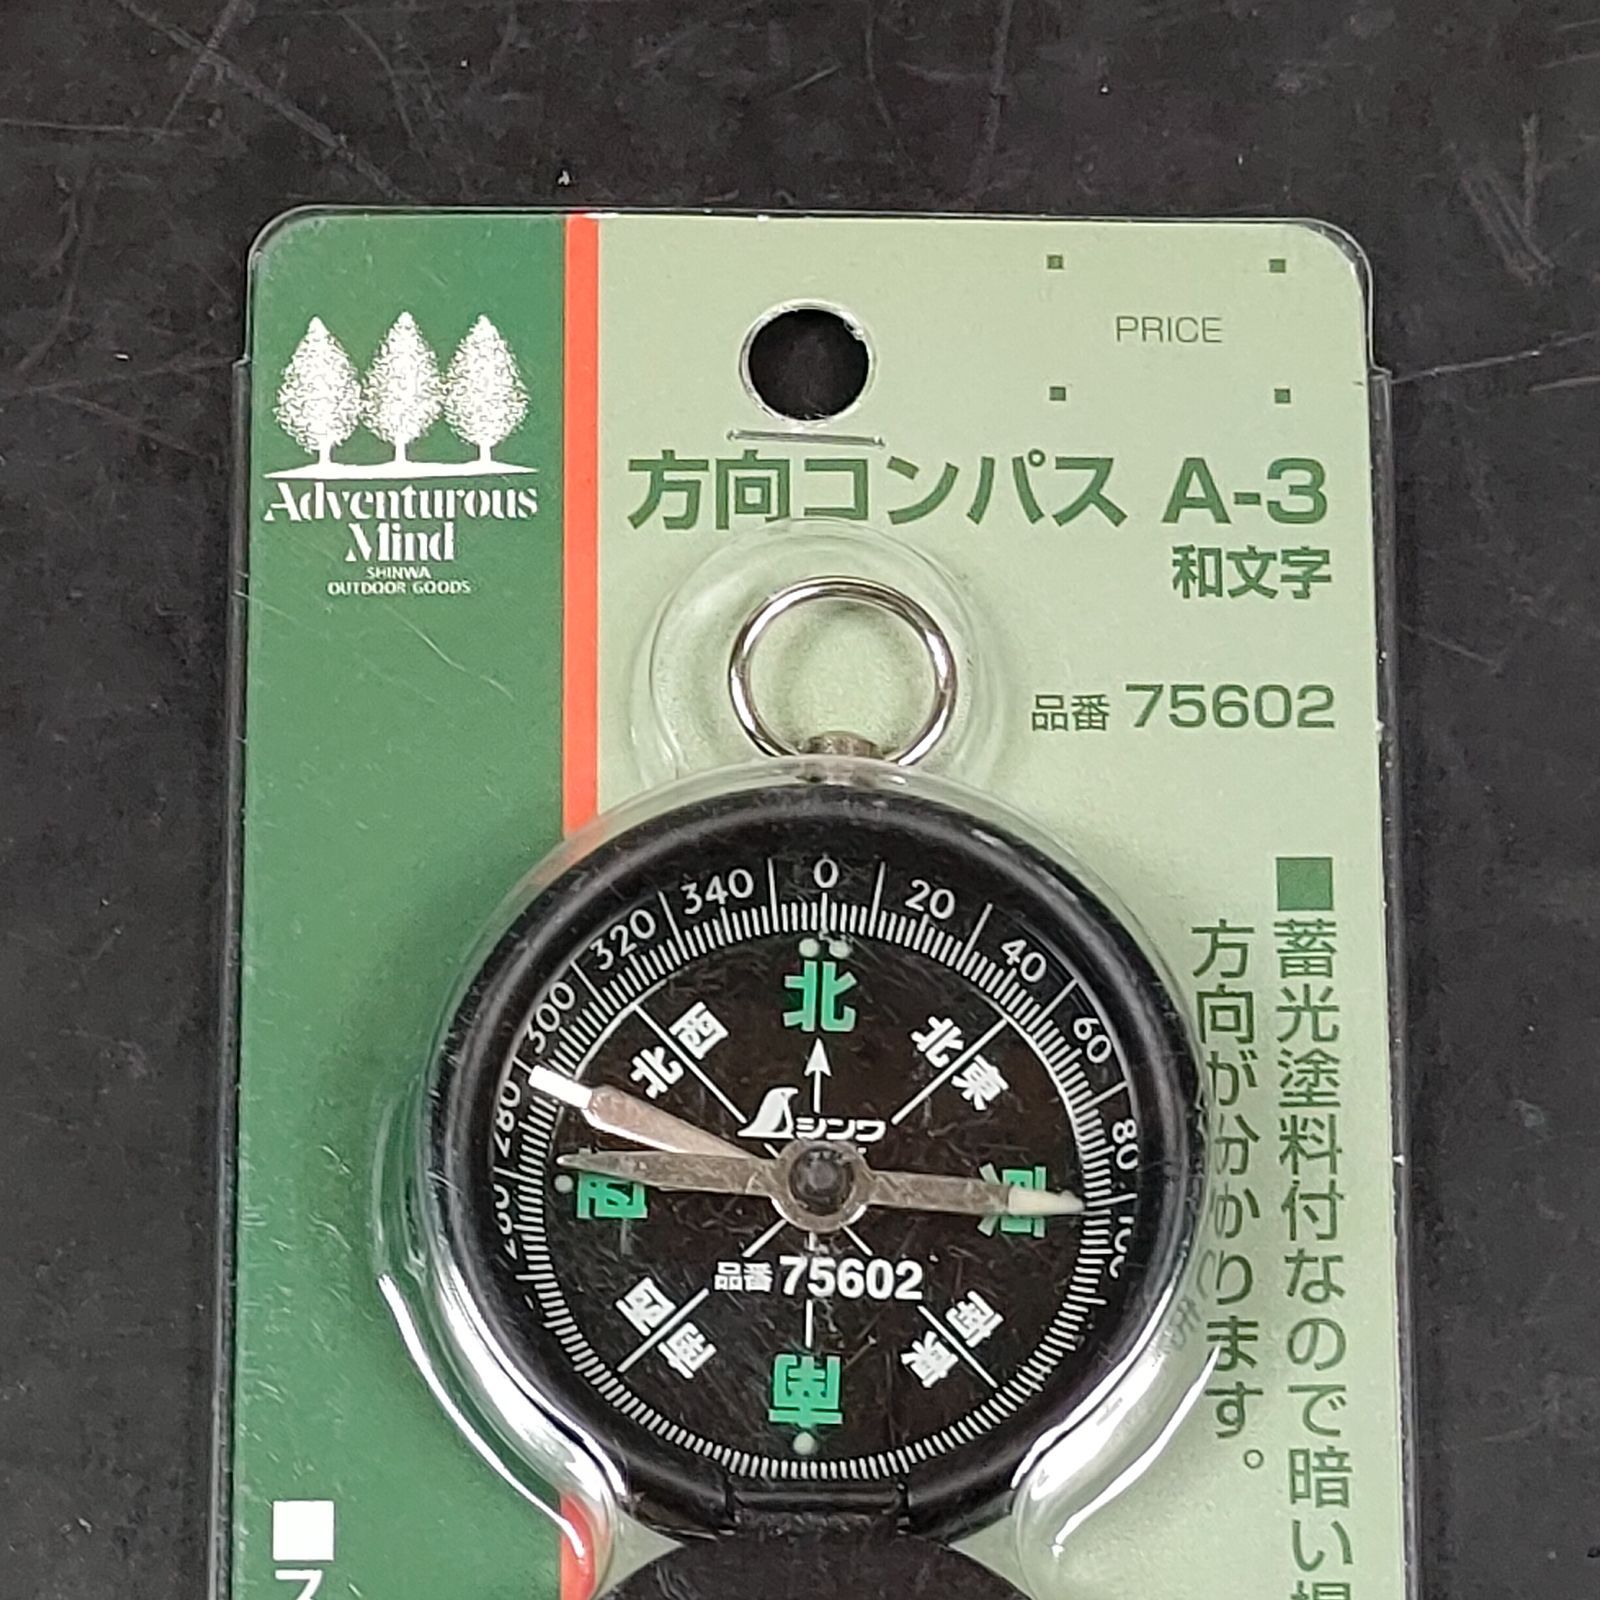 PRICE
Adventurous
Mind
SHINWA
OUTDOOR GOODS
方向コンパス A-3
和文字
品番 75602
■蓄光塗料付なので暗い場
方向が分かります。
0
20
40
60
80
100
280
300
320
340
北
北東
東
東南
南
南西
西
北西
シンワ
品番 75602
■